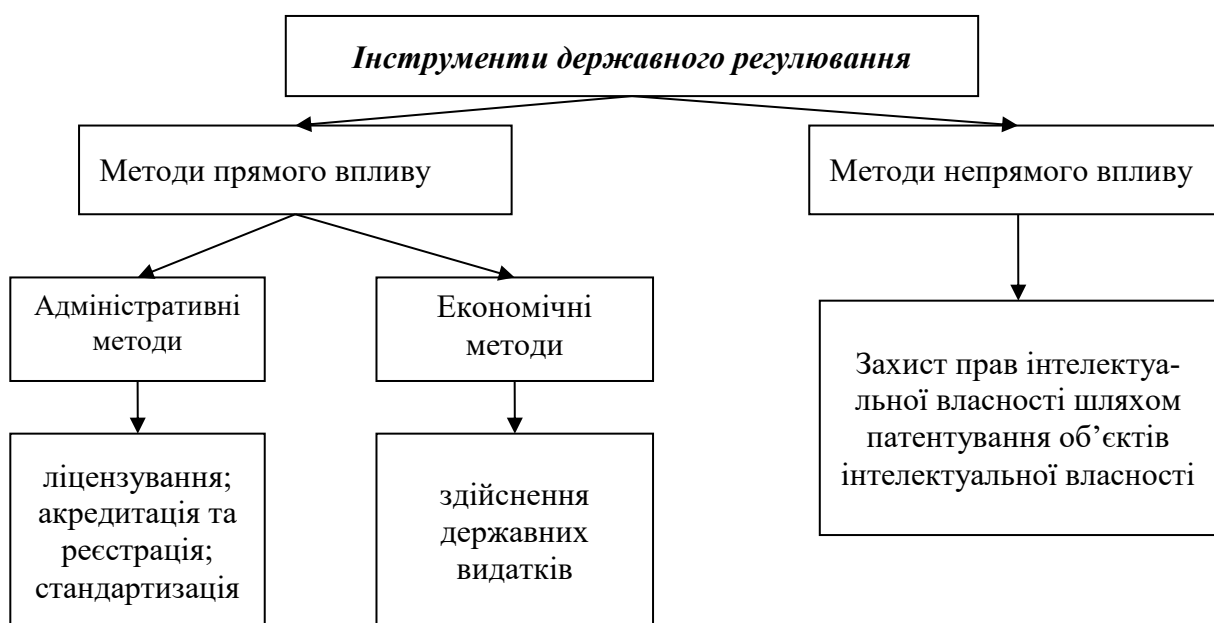 Інструменти державного регулювання
Методи прямого впливу
Методи непрямого впливу
Адміністративні
методи
Економічні
методи
Захист прав інтелектуа-
льної власності шляхом
патентування об’єктів
інтелектуальної власності
ліцензування;
акредитація та
реєстрація;
стандартизація
здійснення
державних
видатків